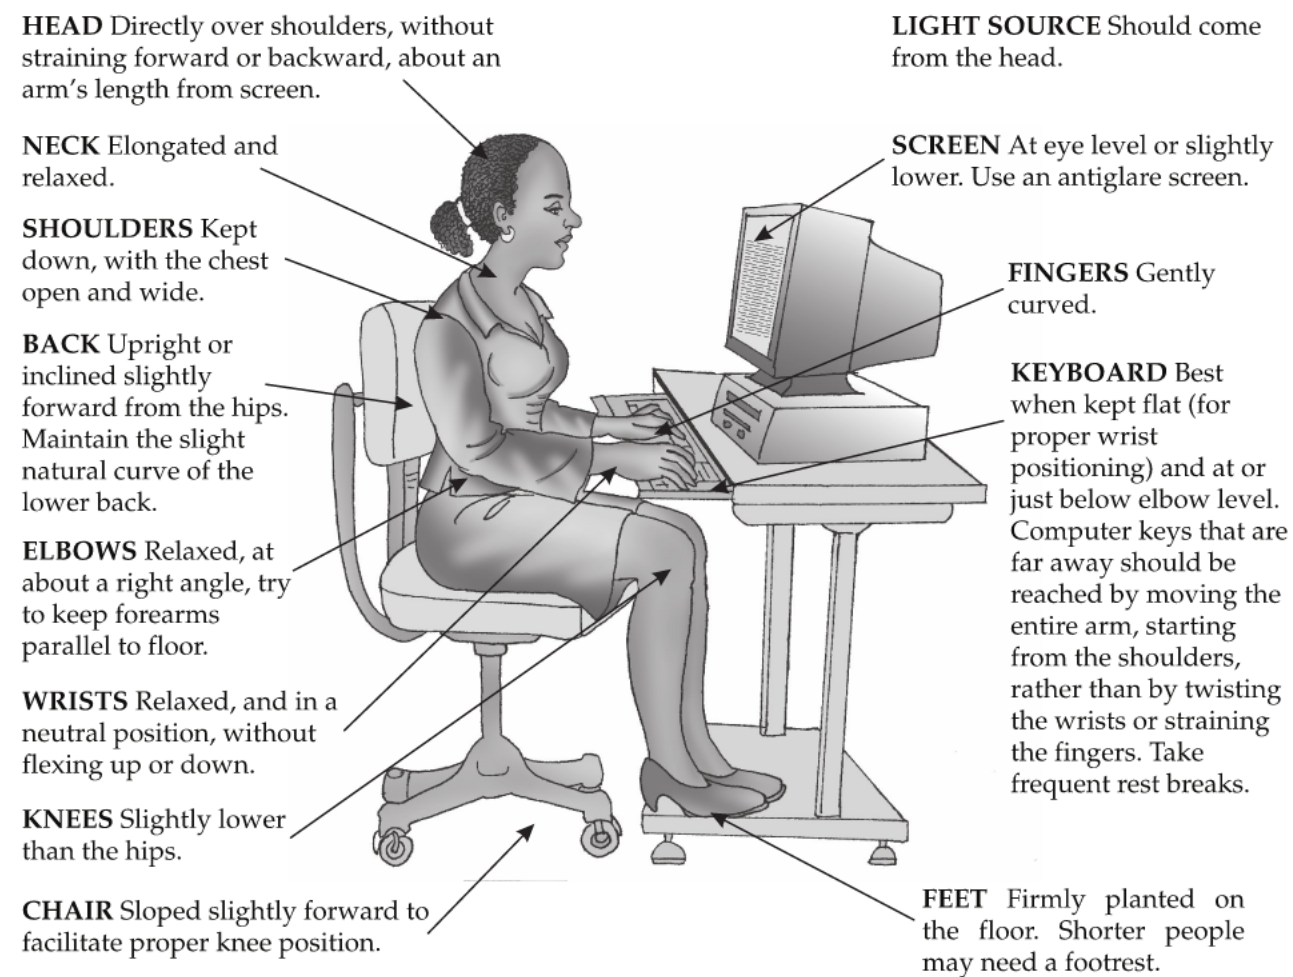 HEAD Directly over shoulders, without
straining forward or backward, about an
arm's length from screen.
NECK Elongated and
relaxed.
SHOULDERS Kept
down, with the chest
open and wide.
BACK Upright or
inclined slightly
forward from the hips.
Maintain the slight
natural curve of the
lower back.
ELBOWS Relaxed, at
about a right angle, try
to keep forearms
parallel to floor.
WRISTS Relaxed, and in a
neutral position, without
flexing up or down.
KNEES Slightly lower
than the hips.
CHAIR Sloped slightly forward to
facilitate proper knee position.
LIGHT SOURCE Should come
from the head.
SCREEN At eye level or slightly
lower. Use an antiglare screen.
FINGERS Gently
curved.
KEYBOARD Best
when kept flat (for
proper wrist
positioning) and at or
just below elbow level.
Computer keys that are
far away should be
reached by moving the
entire arm, starting
from the shoulders,
rather than by twisting
the wrists or straining
the fingers. Take
frequent rest breaks.
FEET Firmly planted on
the floor. Shorter people
may need a footrest.